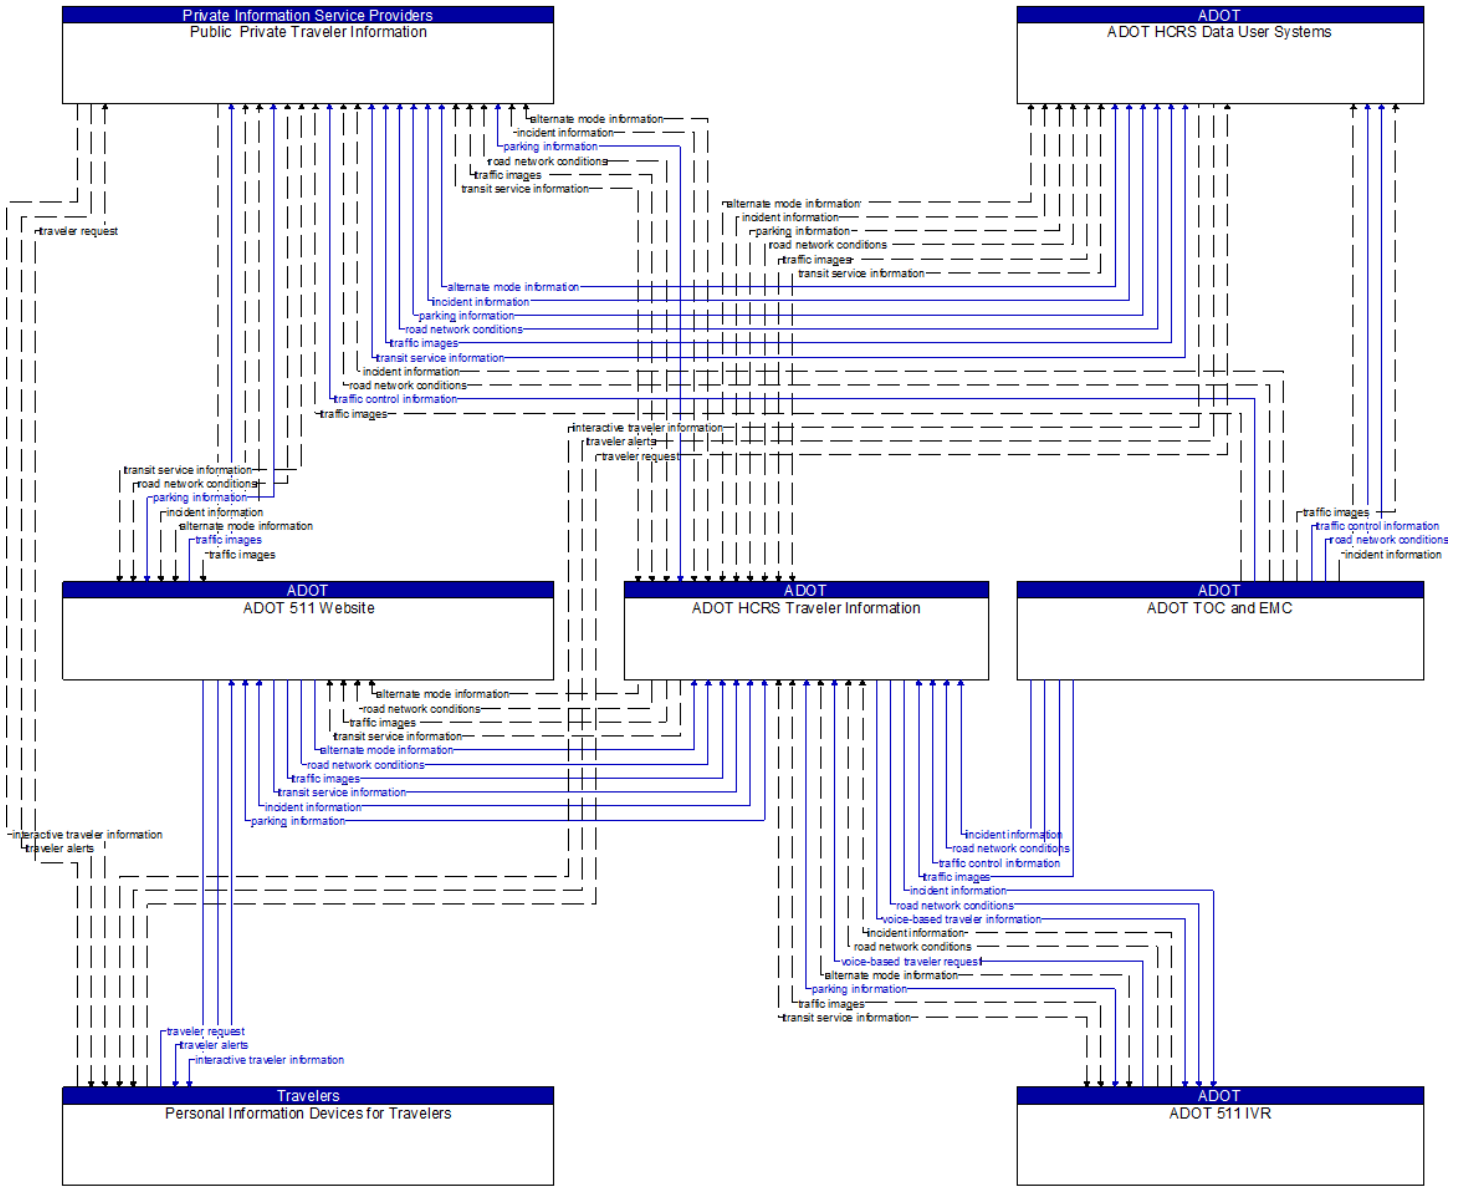 Private Information Service Providers
Public Private Traveler Information
ADOT
ADOT HCRS Data User Systems
alternate mode information
incident information
parking information
road network conditions
traffic images
transit service information
alternate mode information
incident information
parking information
road network conditions
traffic images
transit service information
traveler request
alternate mode information
incident information
parking information
road network conditions
traffic images
transit service information
incident information
road network conditions
traffic control information
traffic images
interactive traveler information
traveler alerts
traveler request
transit service information
road network conditions
parking information
incident information
alternate mode information
traffic images
traffic images
traffic images
traffic control information
road network conditions
incident information
ADOT
ADOT 511 Website
ADOT
ADOT HCRS Traveler Information
ADOT
ADOT TOC and EMC
alternate mode information
road network conditions
traffic images
transit service information
alternate mode information
road network conditions
traffic images
transit service information
incident information
parking information
interactive traveler information
traveler alerts
incident information
road network conditions
traffic control information
traffic images
incident information
road network conditions
voice-based traveler information
incident information
road network conditions
voice-based traveler request
alternate mode information
parking information
traffic images
transit service information
traveler request
traveler alerts
interactive traveler information
Travelers
Personal Information Devices for Travelers
ADOT
ADOT 511 IVR